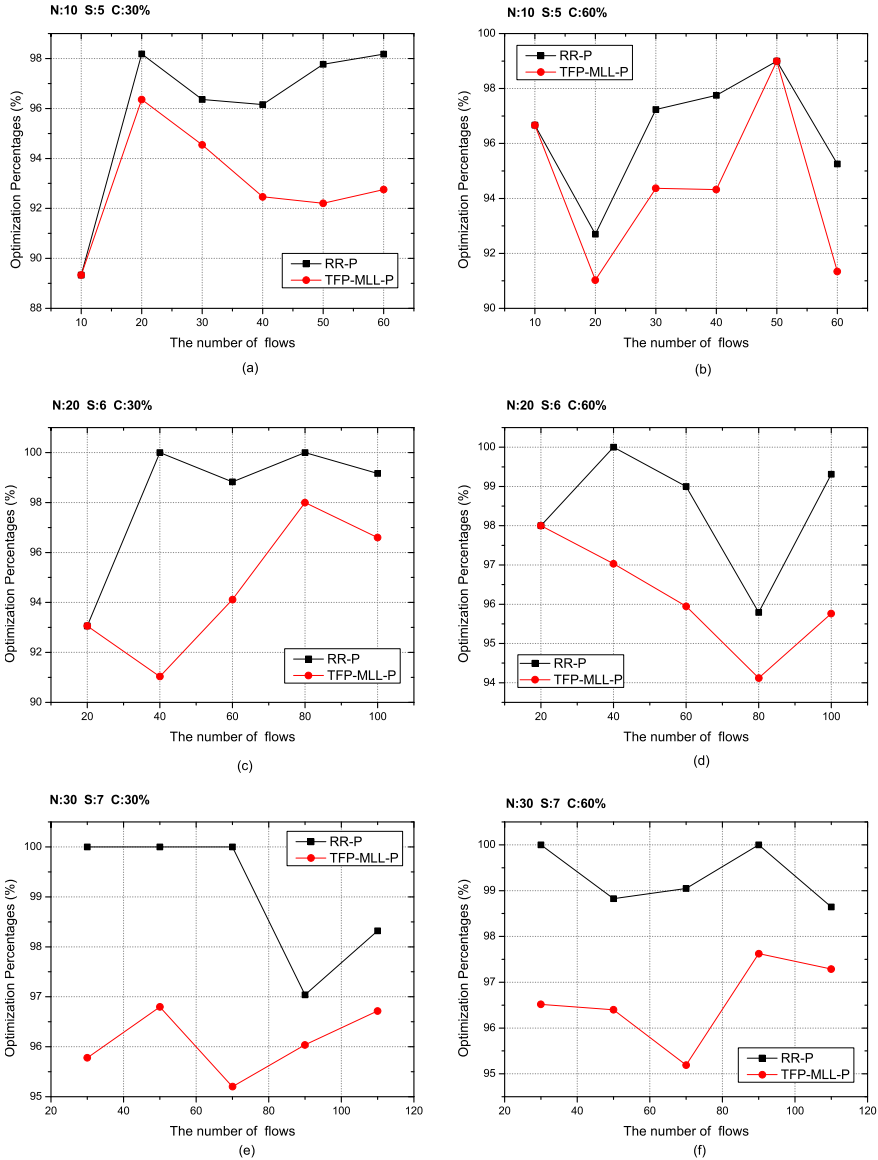 N:10 S:5 C:30%
Optimization Percentages (%)
98
96
94
92
90
88
RR-P
TFP-MLL-P
10 20 30 40 50 60
The number of flows
(a)
N:10 S:5 C:60%
Optimization Percentages (%)
100
98
96
94
92
91
90
RR-P
TFP-MLL-P
10 20 30 40 50 60
The number of flows
(b)
N:20 S:6 C:30%
Optimization Percentages (%)
100
98
96
94
92
90
RR-P
TFP-MLL-P
20 40 60 80 100
The number of flows
(c)
N:20 S:6 C:60%
Optimization Percentages (%)
100
99
98
97
96
95
94
RR-P
TFP-MLL-P
20 40 60 80 100
The number of flows
(d)
N:30 S:7 C:30%
Optimization Percentages (%)
100
99
98
97
96
95
RR-P
TFP-MLL-P
20 40 60 80 100 120
The number of flows
(e)
N:30 S:7 C:60%
Optimization Percentages (%)
100
99
98
97
96
95
RR-P
TFP-MLL-P
20 40 60 80 100 120
The number of flows
(f)